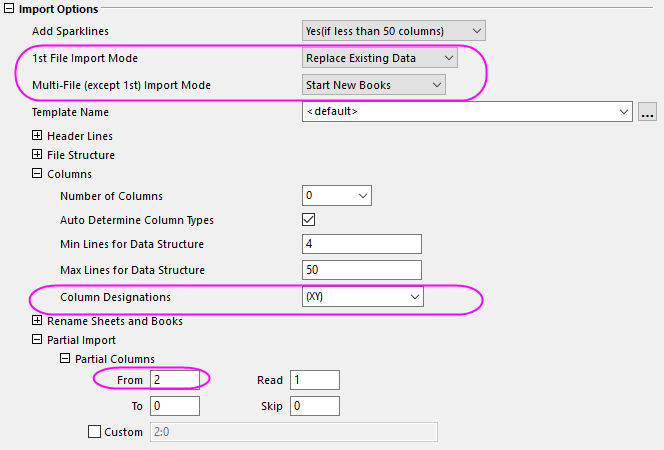 Import Options
Add Sparklines Yes(if less than 50 columns)
1st File Import Mode Replace Existing Data
Multi-File (except 1st) Import Mode Start New Books
Template Name <default> ...
Header Lines
File Structure
Columns
Number of Columns 0
Auto Determine Column Types
Min Lines for Data Structure 4
Max Lines for Data Structure 50
Column Designations (XY)
Rename Sheets and Books
Partial Import
Partial Columns
From 2 Read 1
To 0 Skip 0
Custom 2:0